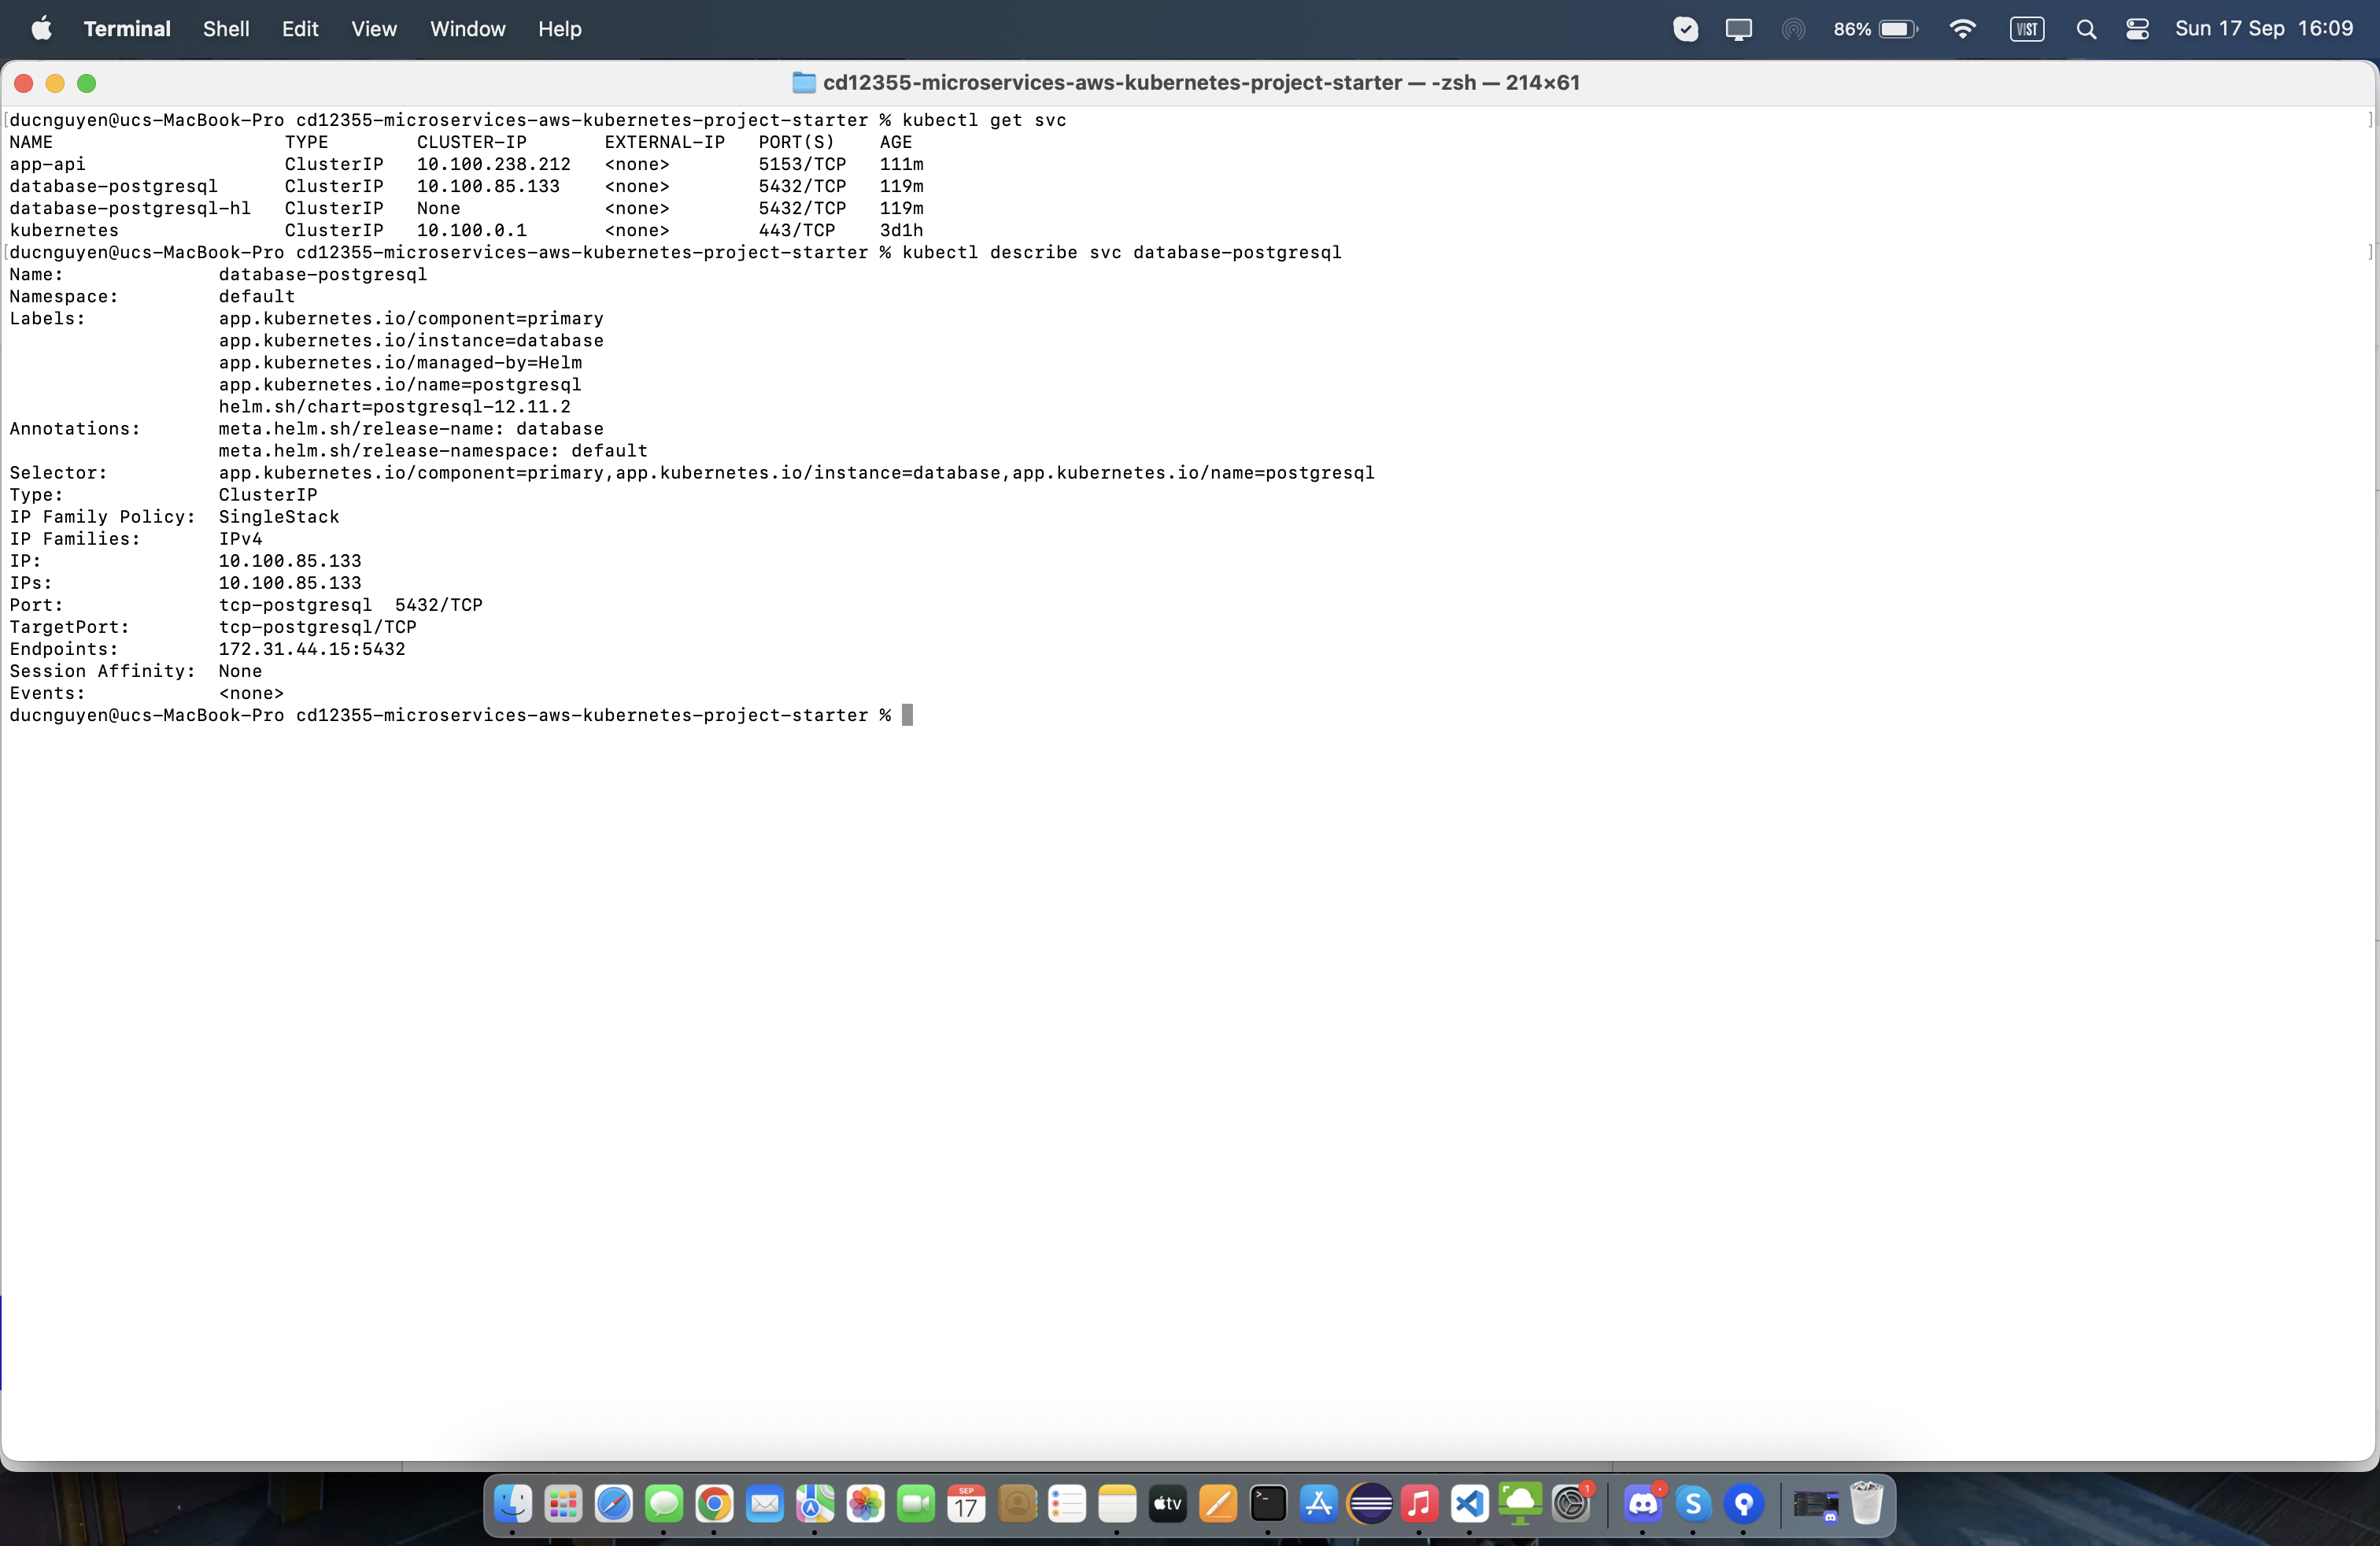 Terminal Shell Edit View Window Help 86% VIST Sun 17 Sep 16:09
cd12355-microservices-aws-kubernetes-project-starter — -zsh — 214×61
[ducnguyen@ucs-MacBook-Pro cd12355-microservices-aws-kubernetes-project-starter % kubectl get svc ]
NAME TYPE CLUSTER-IP EXTERNAL-IP PORT(S) AGE
app-api ClusterIP 10.100.238.212 <none> 5153/TCP 111m
database-postgresql ClusterIP 10.100.85.133 <none> 5432/TCP 119m
database-postgresql-hl ClusterIP None <none> 5432/TCP 119m
kubernetes ClusterIP 10.100.0.1 <none> 443/TCP 3d1h
[ducnguyen@ucs-MacBook-Pro cd12355-microservices-aws-kubernetes-project-starter % kubectl describe svc database-postgresql ]
Name: database-postgresql
Namespace: default
Labels: app.kubernetes.io/component=primary
app.kubernetes.io/instance=database
app.kubernetes.io/managed-by=Helm
app.kubernetes.io/name=postgresql
helm.sh/chart=postgresql-12.11.2
Annotations: meta.helm.sh/release-name: database
meta.helm.sh/release-namespace: default
Selector: app.kubernetes.io/component=primary,app.kubernetes.io/instance=database,app.kubernetes.io/name=postgresql
Type: ClusterIP
IP Family Policy: SingleStack
IP Families: IPv4
IP: 10.100.85.133
IPs: 10.100.85.133
Port: tcp-postgresql 5432/TCP
TargetPort: tcp-postgresql/TCP
Endpoints: 172.31.44.15:5432
Session Affinity: None
Events: <none>
ducnguyen@ucs-MacBook-Pro cd12355-microservices-aws-kubernetes-project-starter %
SEP
17
tv
>_
1
S